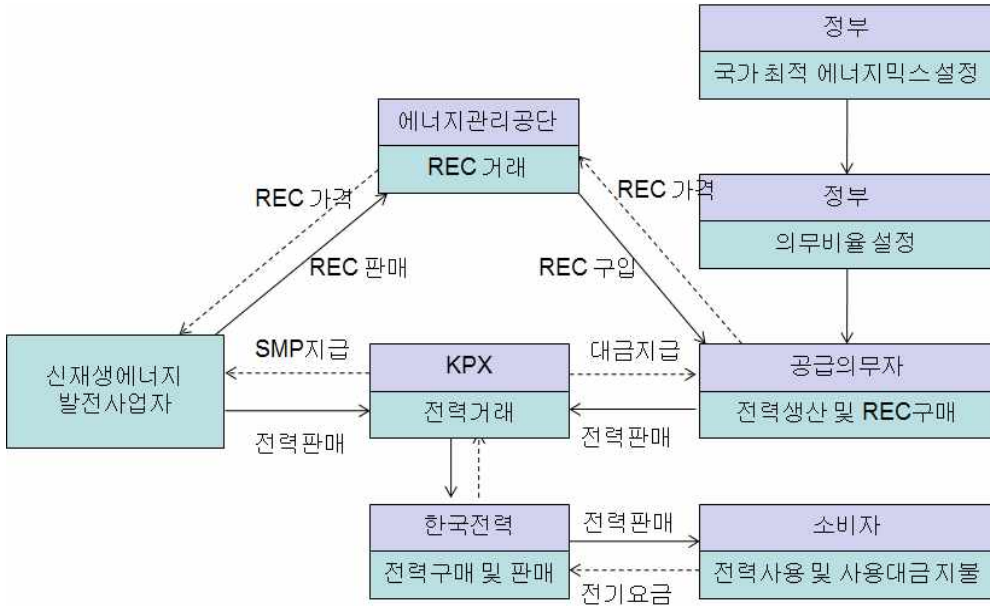 정부
국가 최적 에너지믹스 설정
에너지관리공단
REC 거래
REC 가격
REC 가격
정부
의무비율 설정
REC 판매
REC 구입
신재생에너지
발전사업자
SMP지급
KPX
전력거래
대금지급
공급의무자
전력생산 및 REC구매
전력판매
전력판매
한국전력
전력구매 및 판매
전력판매
전기요금
소비자
전력사용 및 사용대금 지불